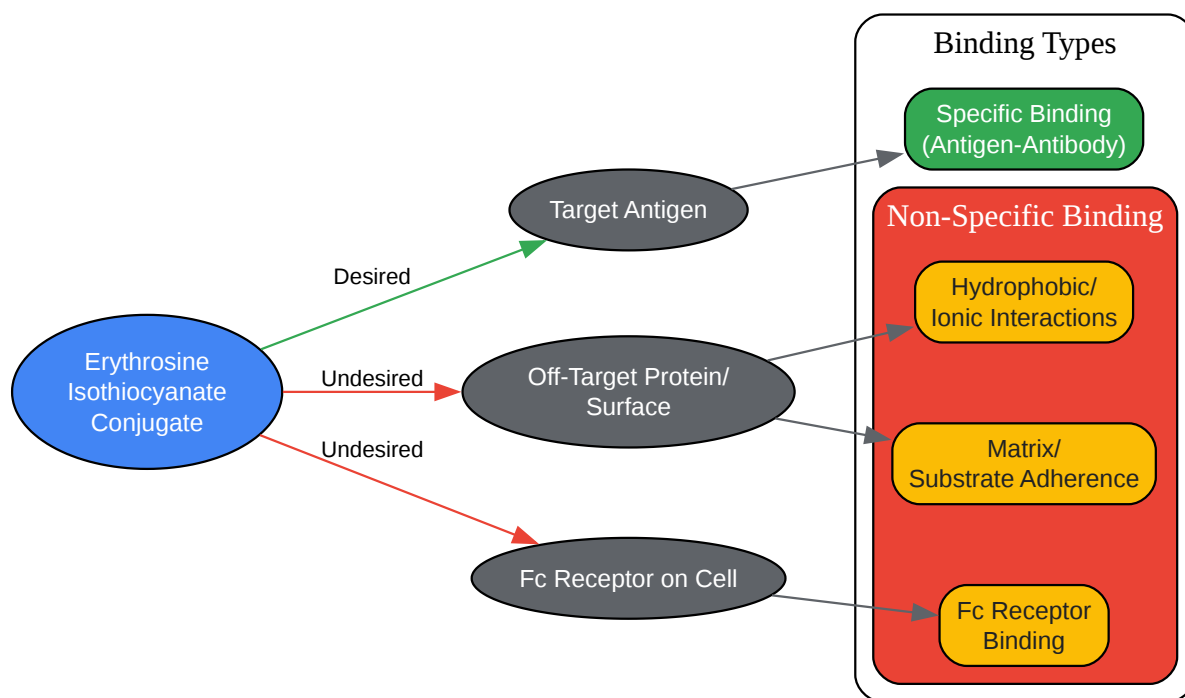 Binding Types
Specific Binding
(Antigen-Antibody)
Target Antigen
Non-Specific Binding
Desired
Hydrophobic/
Ionic Interactions
Erythrosine
Isothiocyanate
Conjugate
Undesired
Off-Target Protein/
Surface
Undesired
Matrix/
Substrate Adherence
Fc Receptor on Cell
Fc Receptor
Binding